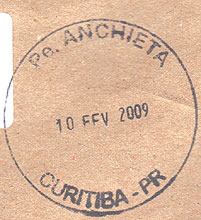 Pe. ANCHIETA
10 FEV 2009
CURITIBA - PR